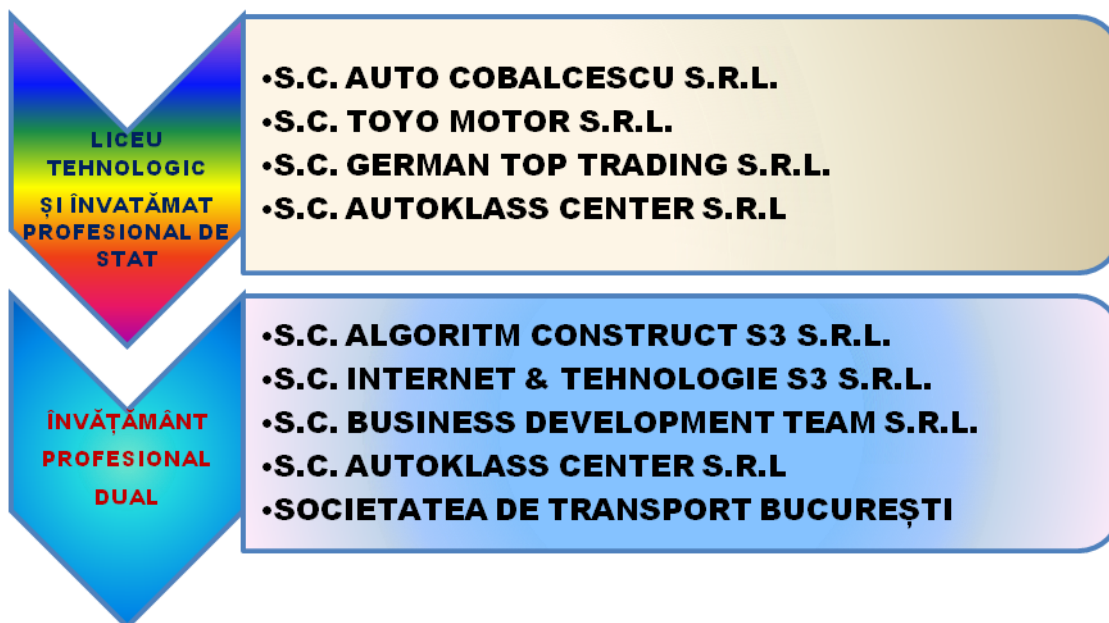 LICEU
TEHNOLOGIC
ȘI ÎNVATĂMAT
PROFESIONAL DE
STAT
•S.C. AUTO COBALCESCU S.R.L.
•S.C. TOYO MOTOR S.R.L.
•S.C. GERMAN TOP TRADING S.R.L.
•S.C. AUTOKLASS CENTER S.R.L
ÎNVĂȚĂMÂNT
PROFESIONAL
DUAL
•S.C. ALGORITM CONSTRUCT S3 S.R.L.
•S.C. INTERNET & TEHNOLOGIE S3 S.R.L.
•S.C. BUSINESS DEVELOPMENT TEAM S.R.L.
•S.C. AUTOKLASS CENTER S.R.L
•SOCIETATEA DE TRANSPORT BUCUREȘTI